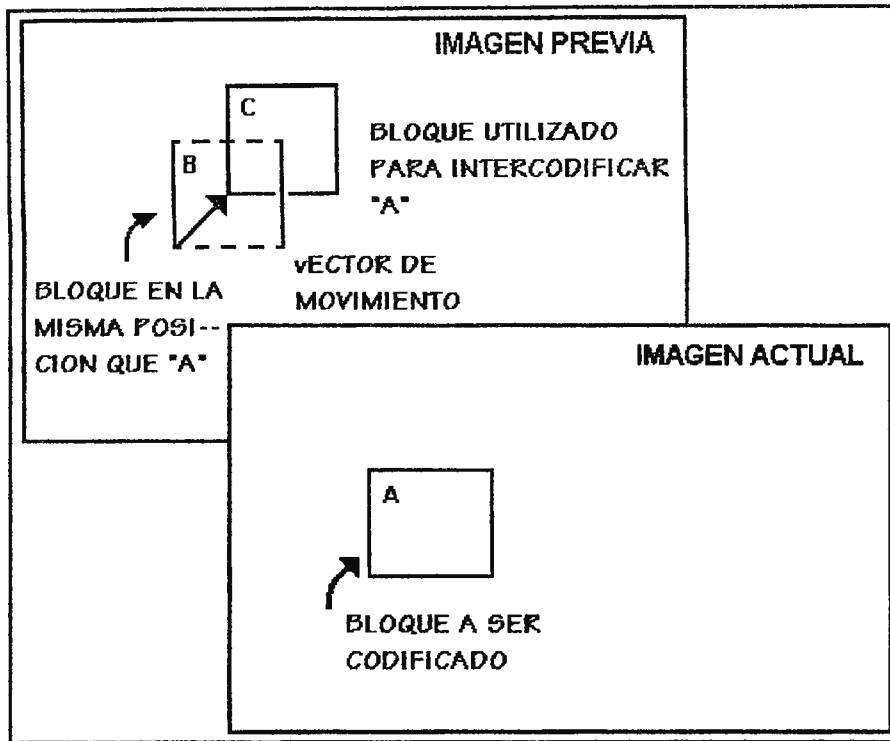 IMAGEN PREVIA
C
BLOQUE UTILIZADO
PARA INTERCODIFICAR
"A"
B
vECTOR DE
MOVIMIENTO
BLOQUE EN LA
MISMA POSI--
CION QUE "A"
IMAGEN ACTUAL
A
BLOQUE A SER
CODIFICADO